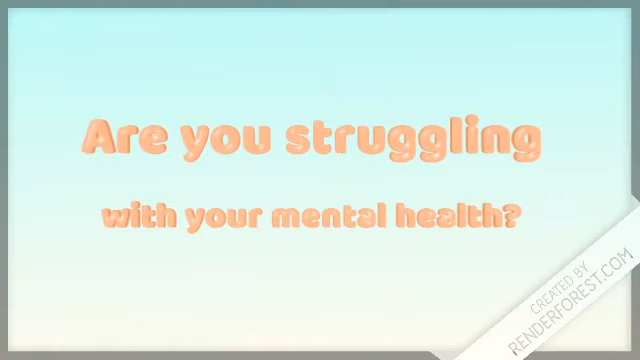 Are you struggling
with your mental health?
CREATED BY
RENDERFOREST.COM